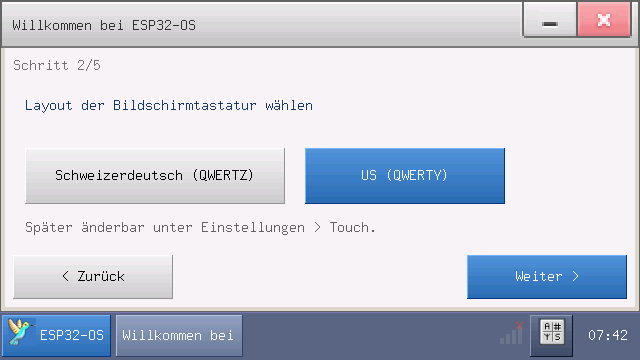 Willkommen bei ESP32-OS
Schritt 2/5
Layout der Bildschirmtastatur wählen
Schweizerdeutsch (QWERTZ)
US (QWERTY)
Später änderbar unter Einstellungen > Touch.
< Zurück
Weiter >
ESP32-OS
Willkommen bei
A#
TS
07:42